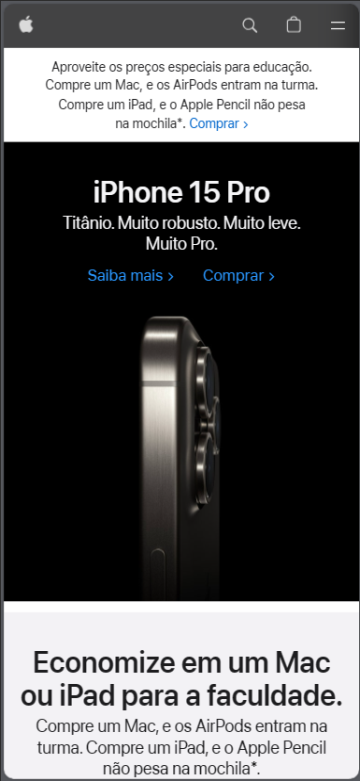 Aproveite os preços especiais para educação.
Compre um Mac, e os AirPods entram na turma.
Compre um iPad, e o Apple Pencil não pesa
na mochila*. Comprar >
iPhone 15 Pro
Titânio. Muito robusto. Muito leve.
Muito Pro.
Saiba mais > Comprar >
Economize em um Mac
ou iPad para a faculdade.
Compre um Mac, e os AirPods entram na
turma. Compre um iPad, e o Apple Pencil
não pesa na mochila*.